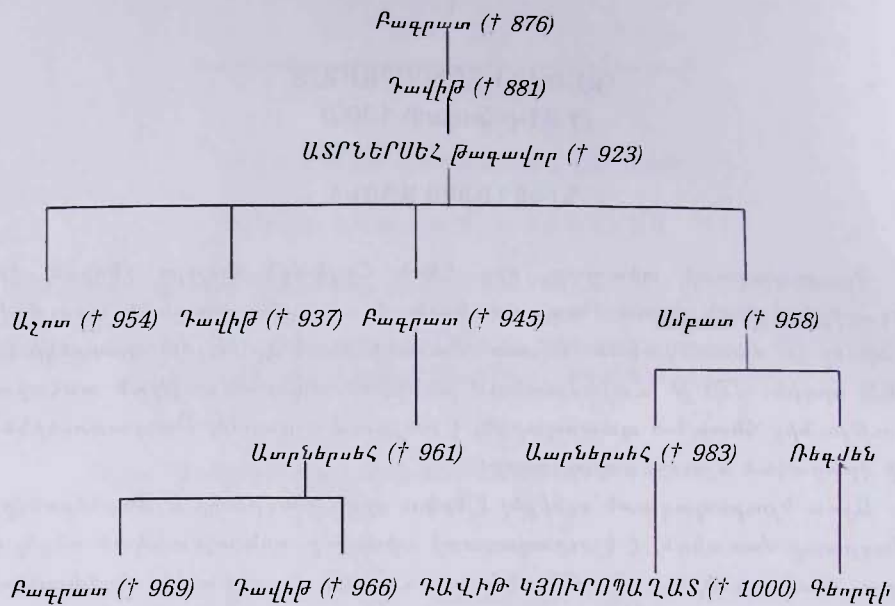 Բագրատ († 876)
Դավիթ († 881)
ԱՏՐՆԵՐՍԵՀ թագավոր († 923)
Աշոտ († 954) Դավիթ († 937) Բագրատ († 945) Սմբատ († 958)
Ատրներսեհ († 961) Ատրներսեհ († 983) Ռեգվեն
Բագրատ († 969) Դավիթ († 966) ԴԱՎԻԹ ԿՅՈՒՐՈՊԱՂԱՏ († 1000) Գեորգի